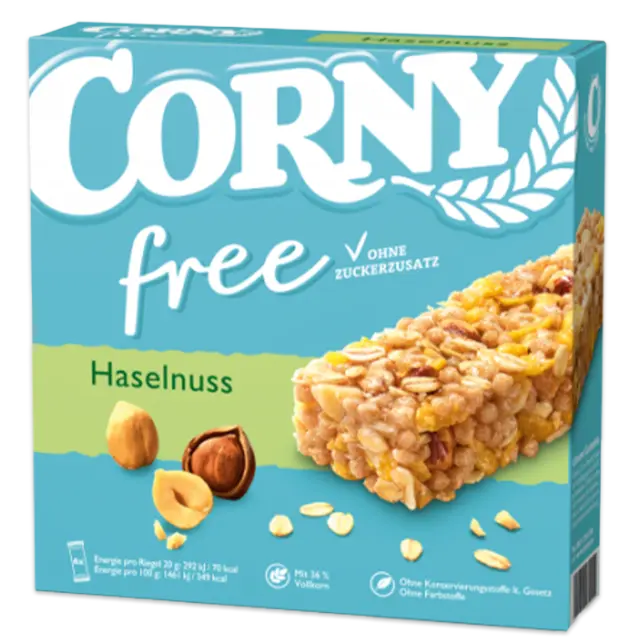 Haselnuss
CORNY
free
OHNE
ZUCKERZUSATZ
Haselnuss
6x
Energie pro Riegel 20 g: 292 kJ / 70 kcal
Energie pro 100 g: 1461 kJ / 349 kcal
Mit 36 %
Vollkorn
Ohne Konservierungsstoffe lt. Gesetz
Ohne Farbstoffe